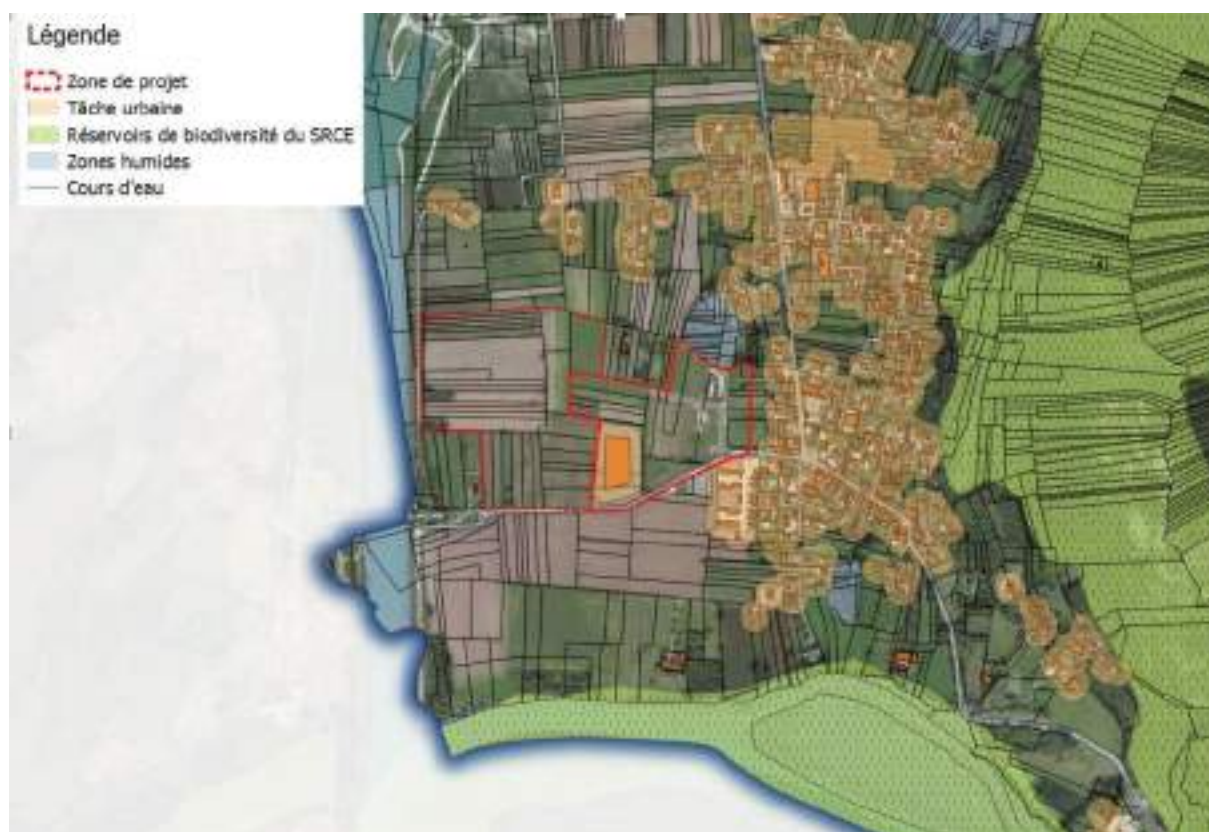 Légende
Zone de projet
Tâche urbaine
Réservoirs de biodiversité du SRCE
Zones humides
Cours d'eau